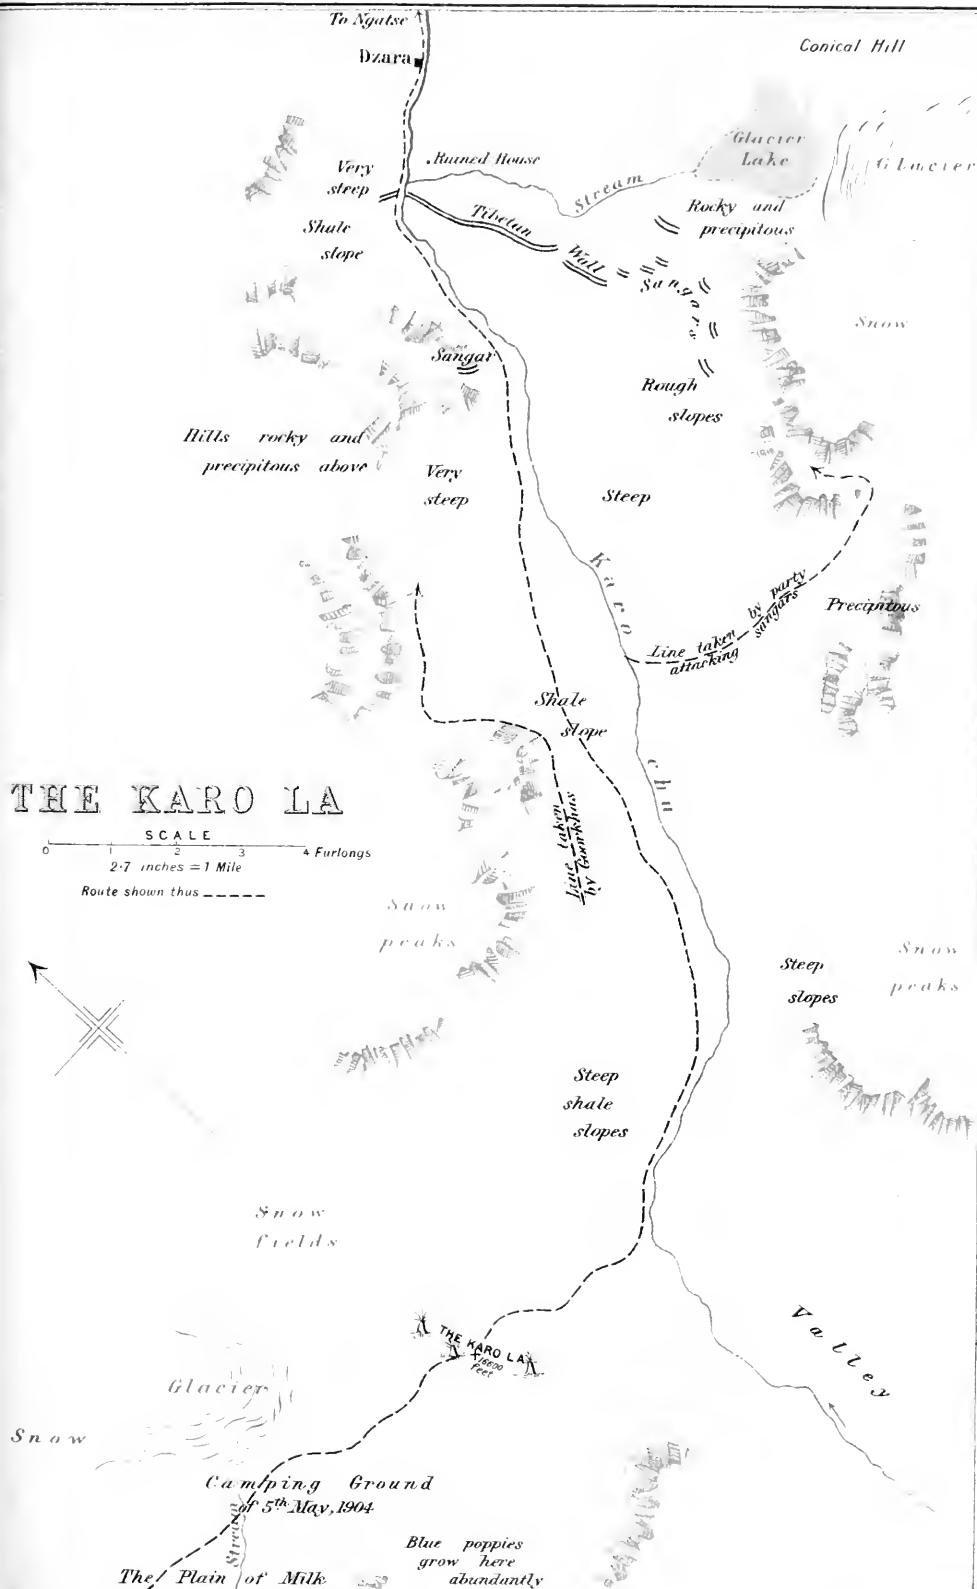 To Ngatse
Dzara
Conical Hill
Glacier
Lake
Glacier
Ruined House
Very
steep
Stream
Rocky and
precipitous
Shale
slope
Tibetan
Wall
Sangars
Snow
Sangar
Rough
slopes
Hills rocky and
precipitous above
Very
steep
Steep
Karo chu
Line taken by party
attacking sangars
Precipitous
Shale
slope
THE KARO LA
SCALE
0 1 2 3 4 Furlongs
2·7 inches = 1 Mile
Route shown thus
Line taken
by Goorkhas
Snow
peaks
Steep
slopes
Snow
peaks
Steep
shale
slopes
Snow
fields
Valley
THE KARO LA
16600
feet
Glacier
Snow
Camping Ground
of 5th May, 1904
Stream
Blue poppies
grow here
abundantly
The Plain of Milk